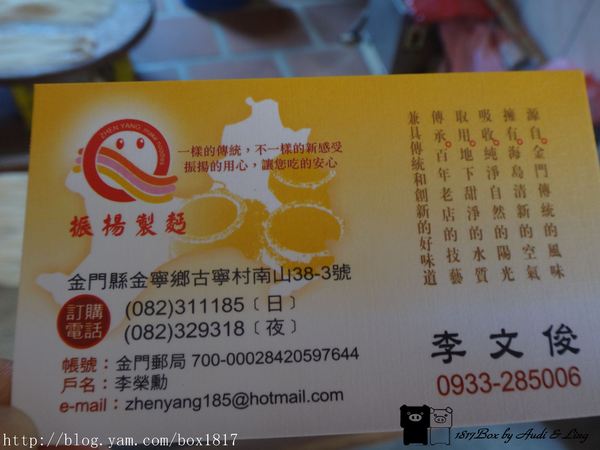 ZHEN YANG make noodles
振揚製麵
一樣的傳統，不一樣的新感受
振揚的用心，讓您吃的安心
源自金門傳統的風味
擁有海島清新的空氣
吸收純淨自然的陽光
取用地下甜淨的水質
傳承百年老店的技藝
兼具傳統和創新的好味道
金門縣金寧鄉古寧村南山38-3號
訂購電話
(082)311185﹝日﹞
(082)329318﹝夜﹞
帳號：金門郵局 700-00028420597644
戶名：李榮勳
e-mail：zhenyang185@hotmail.com
李文俊
0933-285006
http://blog.yam.com/box1817
1817Box by Audi & Ling